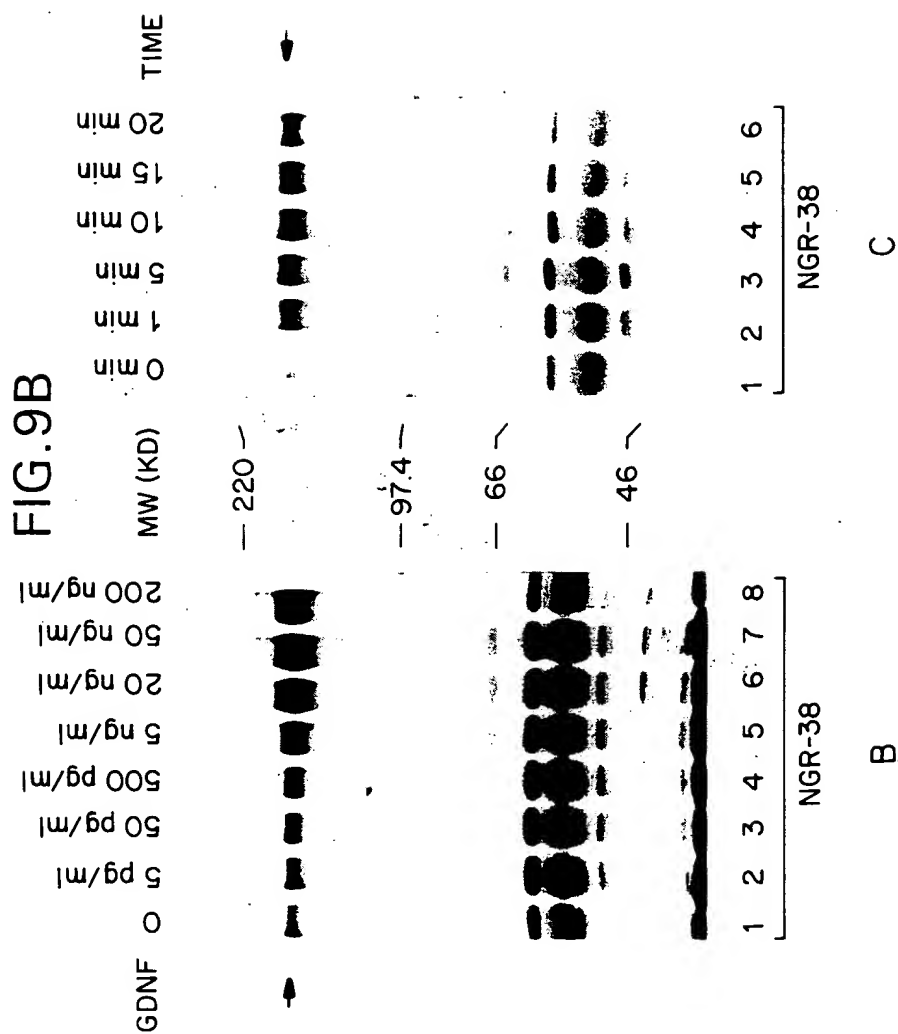 FIG.9B
GDNF
0
5 pg/ml
50 pg/ml
500 pg/ml
5 ng/ml
20 ng/ml
50 ng/ml
200 ng/ml
MW (KD)
0 min
1 min
5 min
10 min
15 min
20 min
TIME
220
97.4
66
46
1 2 3 4 5 6 7 8
NGR-38
B
1 2 3 4 5 6
NGR-38
C